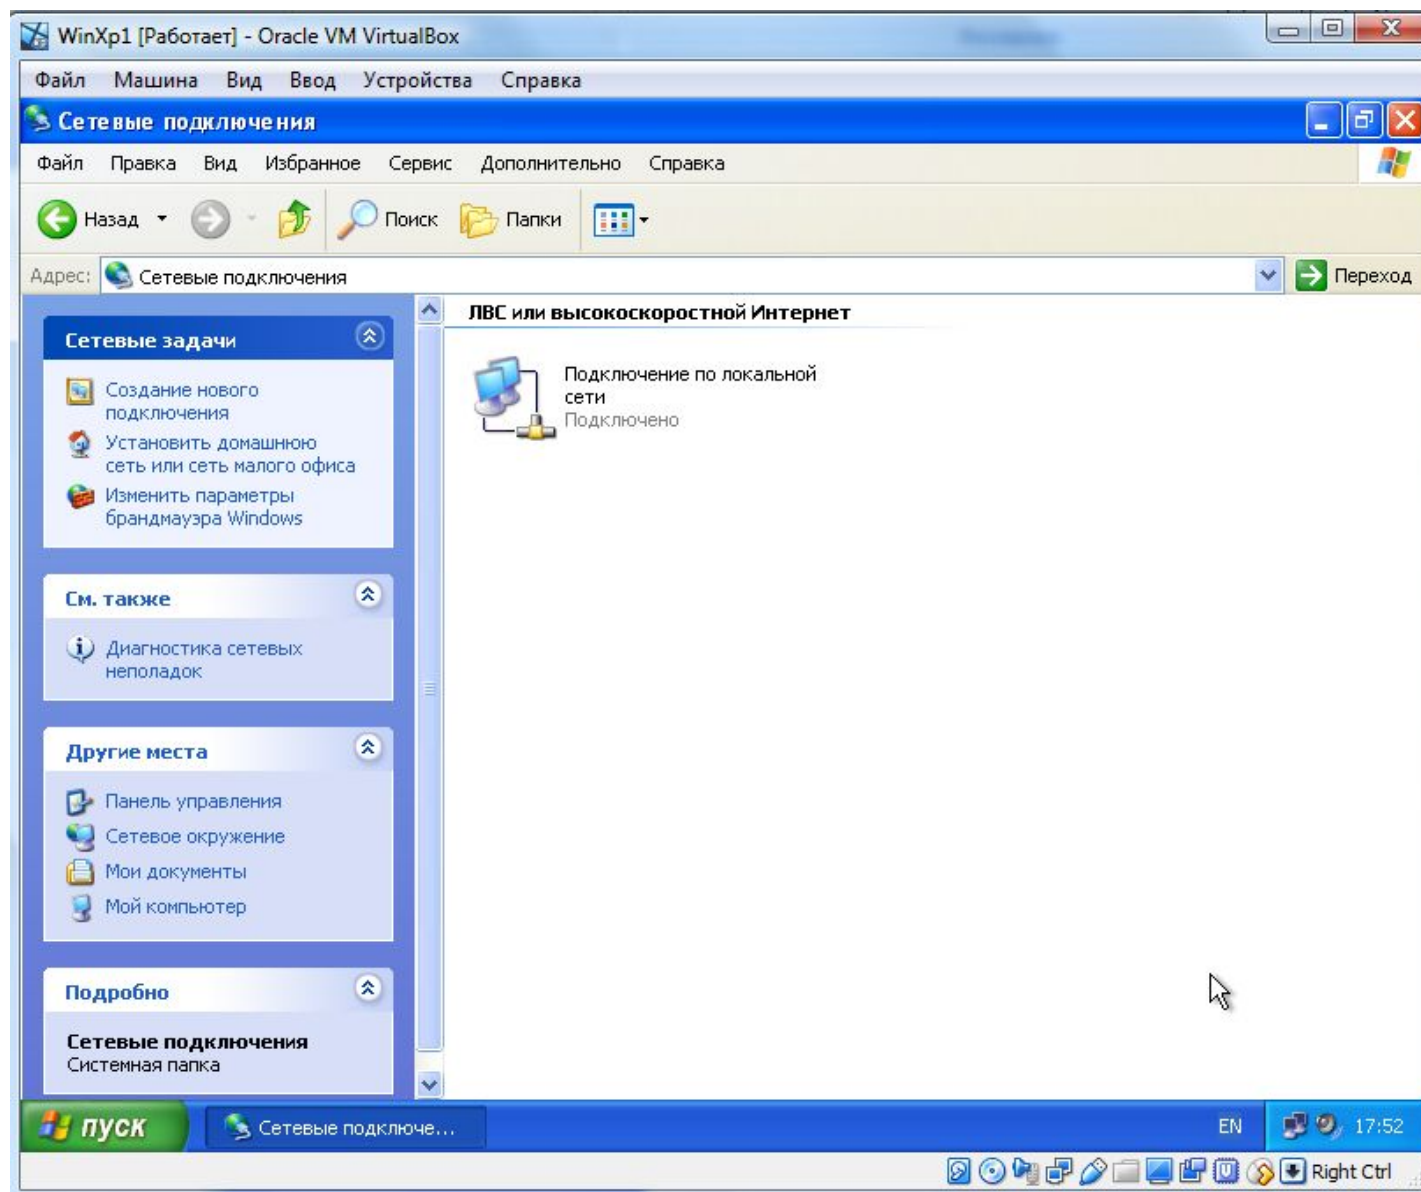 WinXp1 [Работает] - Oracle VM VirtualBox
Файл Машина Вид Ввод Устройства Справка
Сетевые подключения
Файл Правка Вид Избранное Сервис Дополнительно Справка
Назад Поиск Папки
Адрес: Сетевые подключения Переход
Сетевые задачи
Создание нового
подключения
Установить домашнюю
сеть или сеть малого офиса
Изменить параметры
брандмауэра Windows
См. также
Диагностика сетевых
неполадок
Другие места
Панель управления
Сетевое окружение
Мои документы
Мой компьютер
Подробно
Сетевые подключения
Системная папка
ЛВС или высокоскоростной Интернет
Подключение по локальной
сети
Подключено
пуск Сетевые подключе... EN 17:52
Right Ctrl